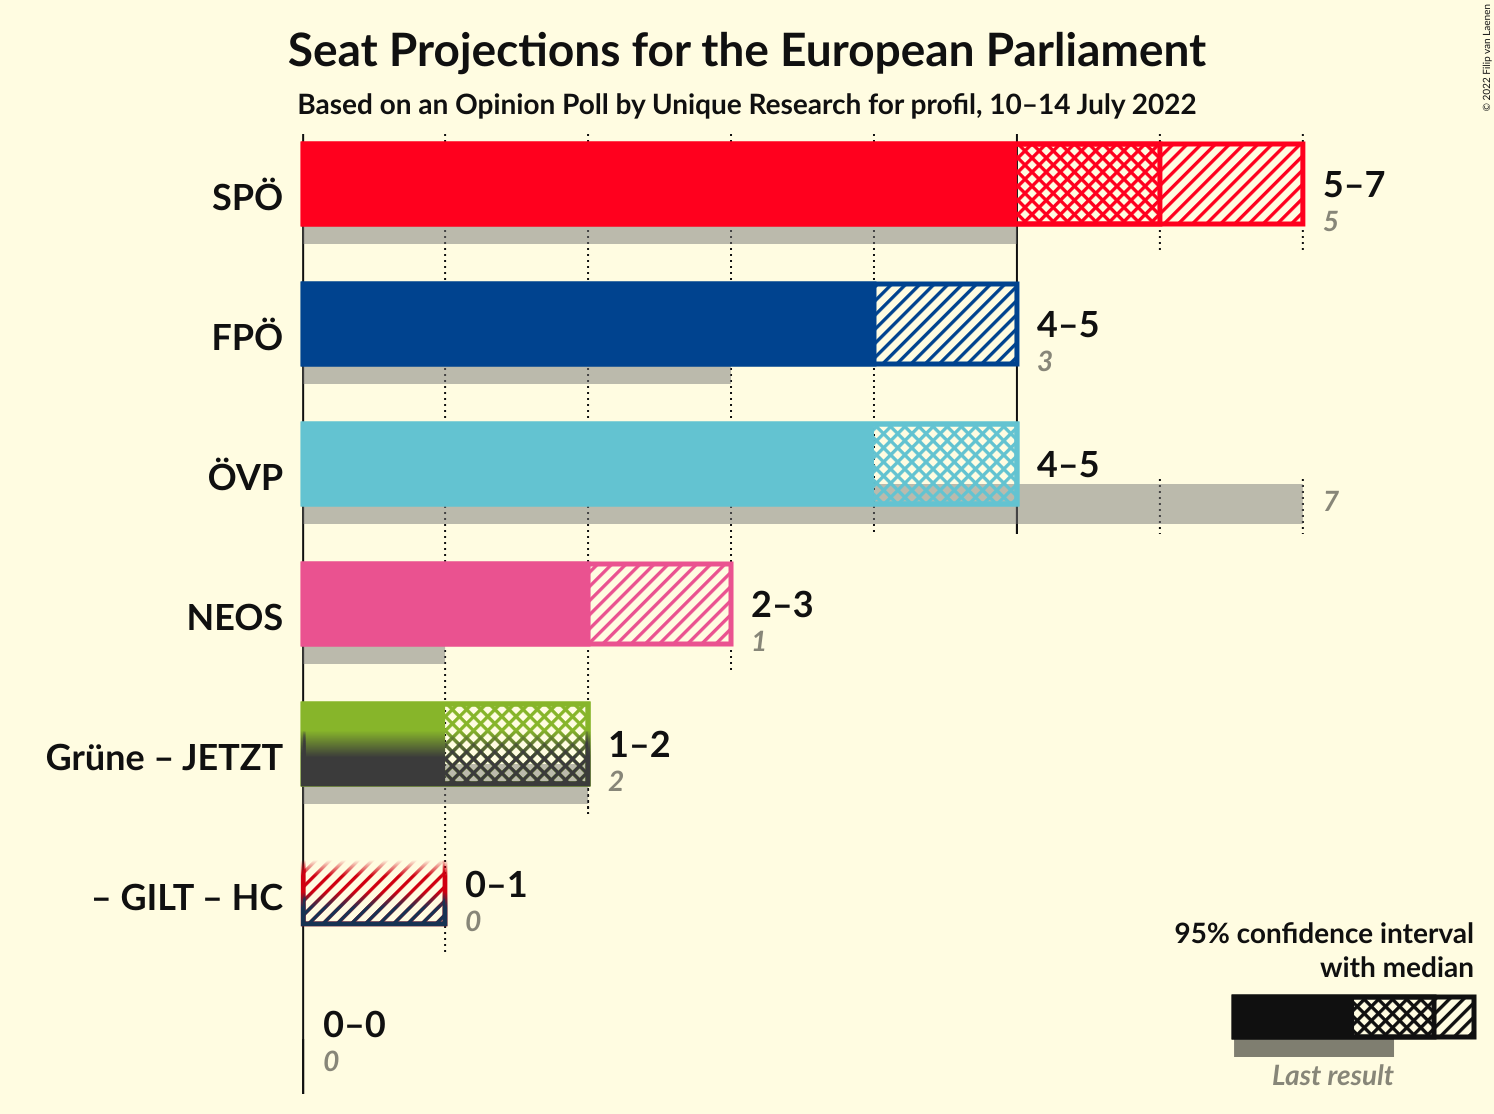 Seat Projections for the European Parliament
Based on an Opinion Poll by Unique Research for profil, 10–14 July 2022
© 2022 Filip van Laenen
SPÖ
5–7
5
FPÖ
4–5
3
ÖVP
4–5
7
NEOS
2–3
1
Grüne – JETZT
1–2
2
– GILT – HC
0–1
0
0–0
0
95% confidence interval
with median
Last result